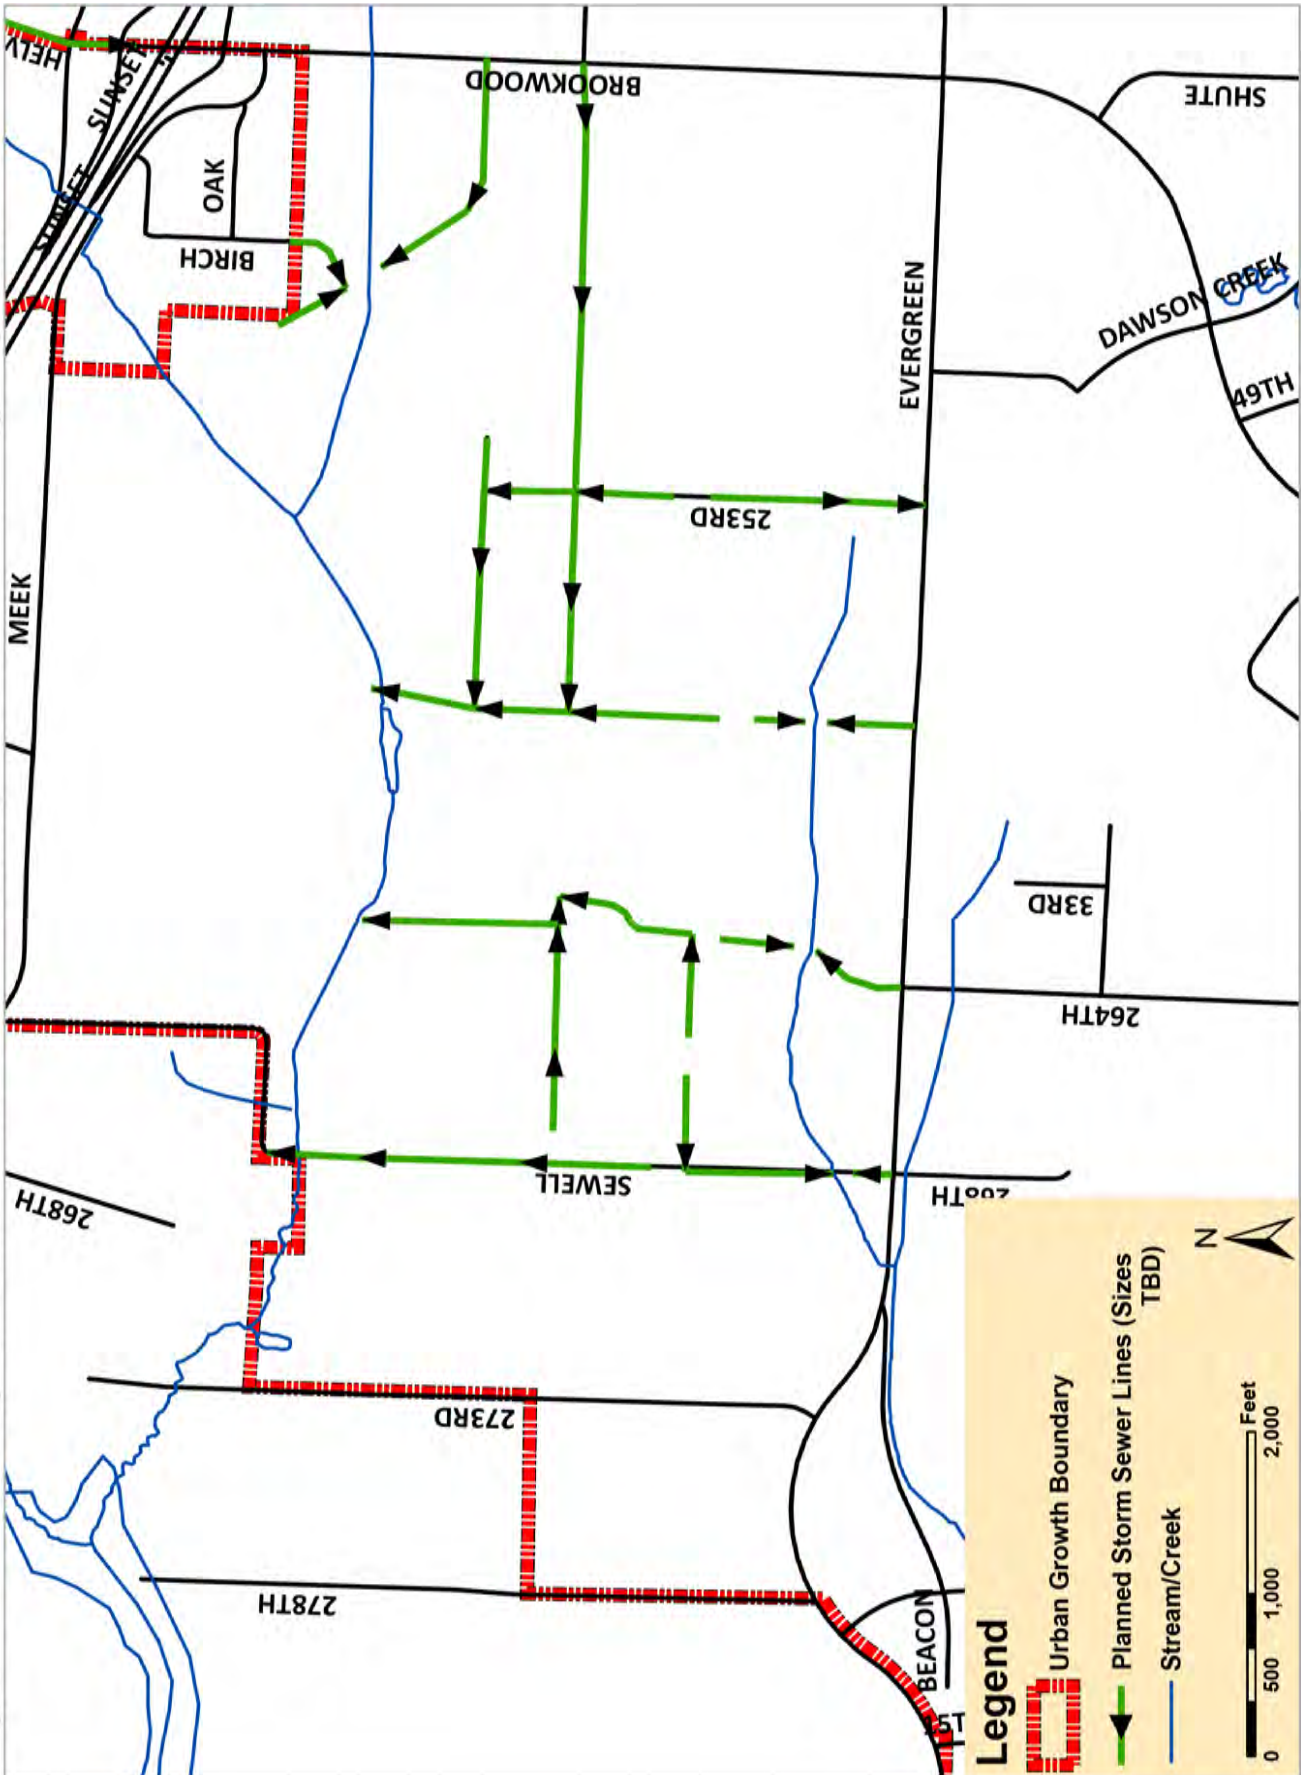 HELV
SUNSET
SUNSET
OAK
BIRCH
BROOKWOOD
SHUTE
MEEK
253RD
EVERGREEN
DAWSON CREEK
49TH
33RD
264TH
268TH
SEWELL
273RD
278TH
BEACON
Legend
Urban Growth Boundary
Planned Storm Sewer Lines (Sizes
TBD)
Stream/Creek
0 500 1,000 2,000
Feet
N